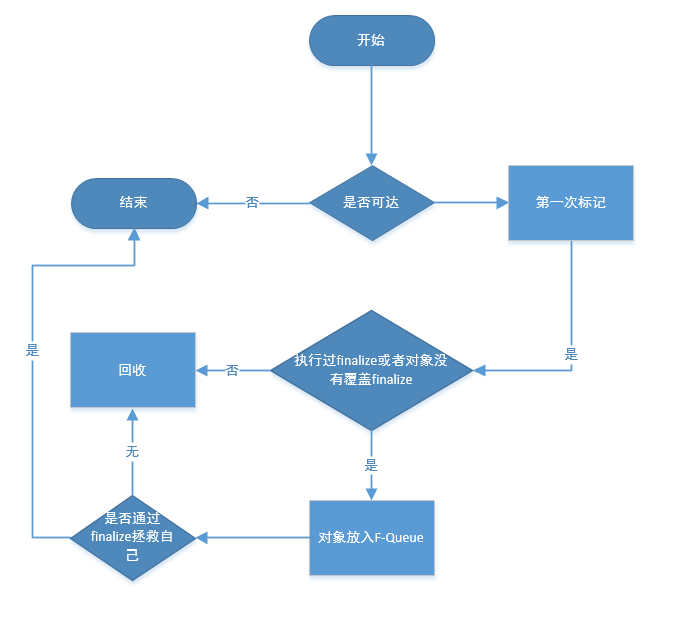 开始
结束
否
是否可达
第一次标记
是
是
回收
否
执行过finalize或者对象没
有覆盖finalize
无
是
是否通过
finalize拯救自
己
对象放入F-Queue